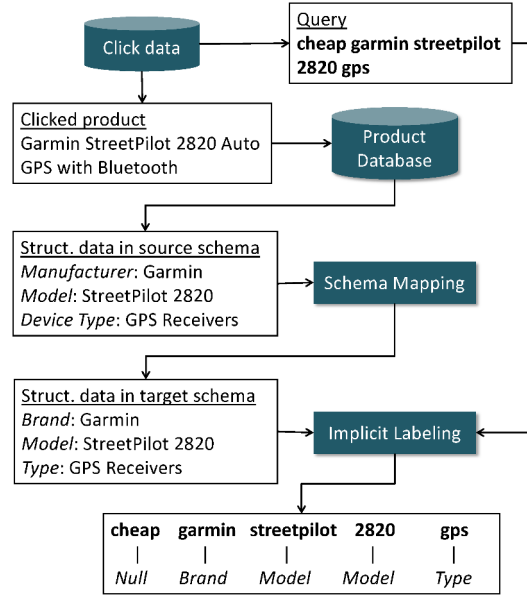 Click data
Query
cheap garmin streetpilot
2820 gps
Clicked product
Garmin StreetPilot 2820 Auto
GPS with Bluetooth
Product
Database
Struct. data in source schema
Manufacturer: Garmin
Model: StreetPilot 2820
Device Type: GPS Receivers
Schema Mapping
Struct. data in target schema
Brand: Garmin
Model: StreetPilot 2820
Type: GPS Receivers
Implicit Labeling
cheap garmin streetpilot 2820 gps
Null Brand Model Model Type